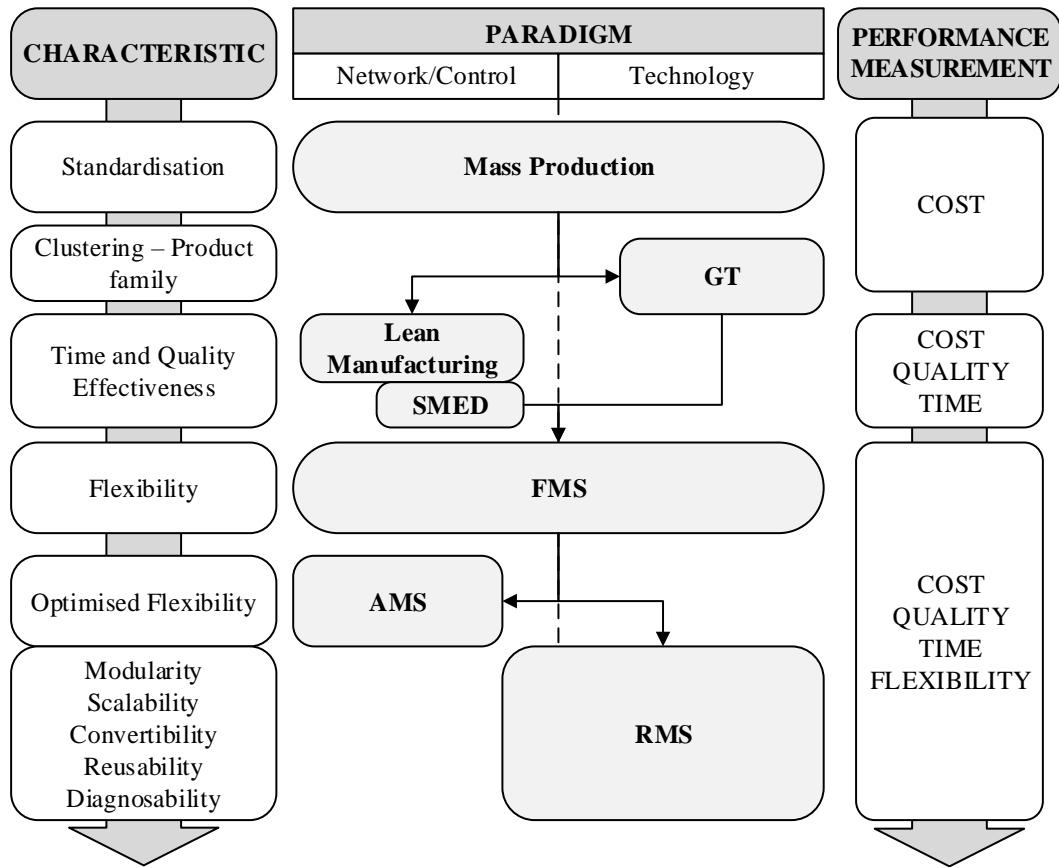 CHARACTERISTIC
PARADIGM
Network/Control
Technology
PERFORMANCE
MEASUREMENT
Standardisation
Mass Production
COST
Clustering – Product
family
GT
Time and Quality
Effectiveness
Lean
Manufacturing
SMED
COST
QUALITY
TIME
Flexibility
FMS
Optimised Flexibility
AMS
COST
QUALITY
TIME
FLEXIBILITY
Modularity
Scalability
Convertibility
Reusability
Diagnosability
RMS